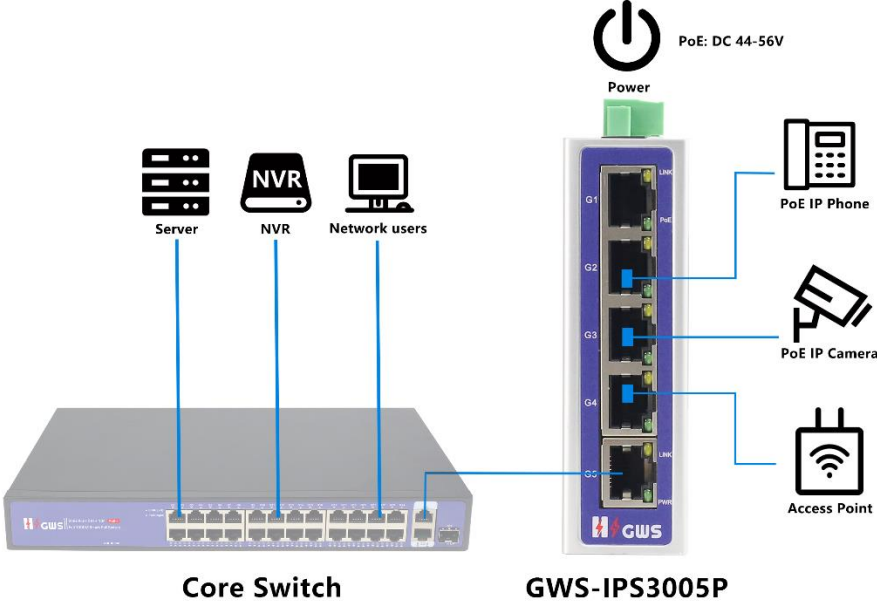 PoE: DC 44-56V
Power
NVR
Server
NVR
Network users
LINK
G1
PoE
PoE IP Phone
G2
G3
PoE IP Camera
G4
LINK
G5
PWR
Access Point
GWS
GWS
Core Switch
GWS-IPS3005P